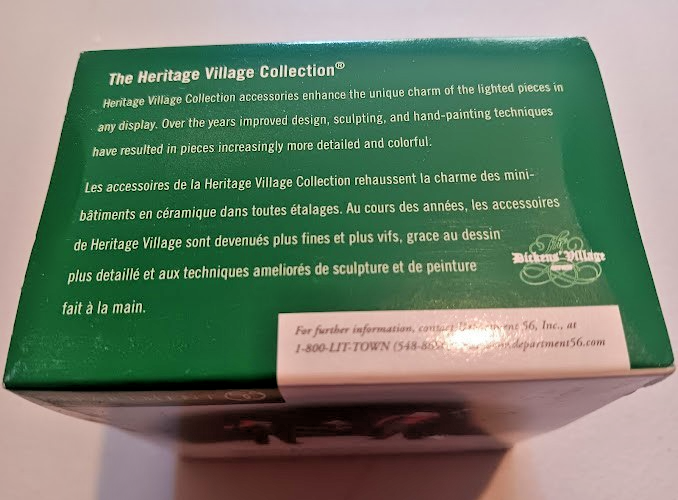 The Heritage Village Collection®
Heritage Village Collection accessories enhance the unique charm of the lighted pieces in
any display. Over the years improved design, sculpting, and hand-painting techniques
have resulted in pieces increasingly more detailed and colorful.
Les accessoires de la Heritage Village Collection rehaussent la charme des mini-
bâtiments en céramique dans toutes étalages. Au cours des années, les accessoires
de Heritage Village sont devenués plus fines et plus vifs, grace au dessin
plus detaillé et aux techniques ameliorés de sculpture et de peinture
fait à la main.
The
Dickens' Village
For further information, contact Department 56, Inc., at
1-800-LIT-TOWN